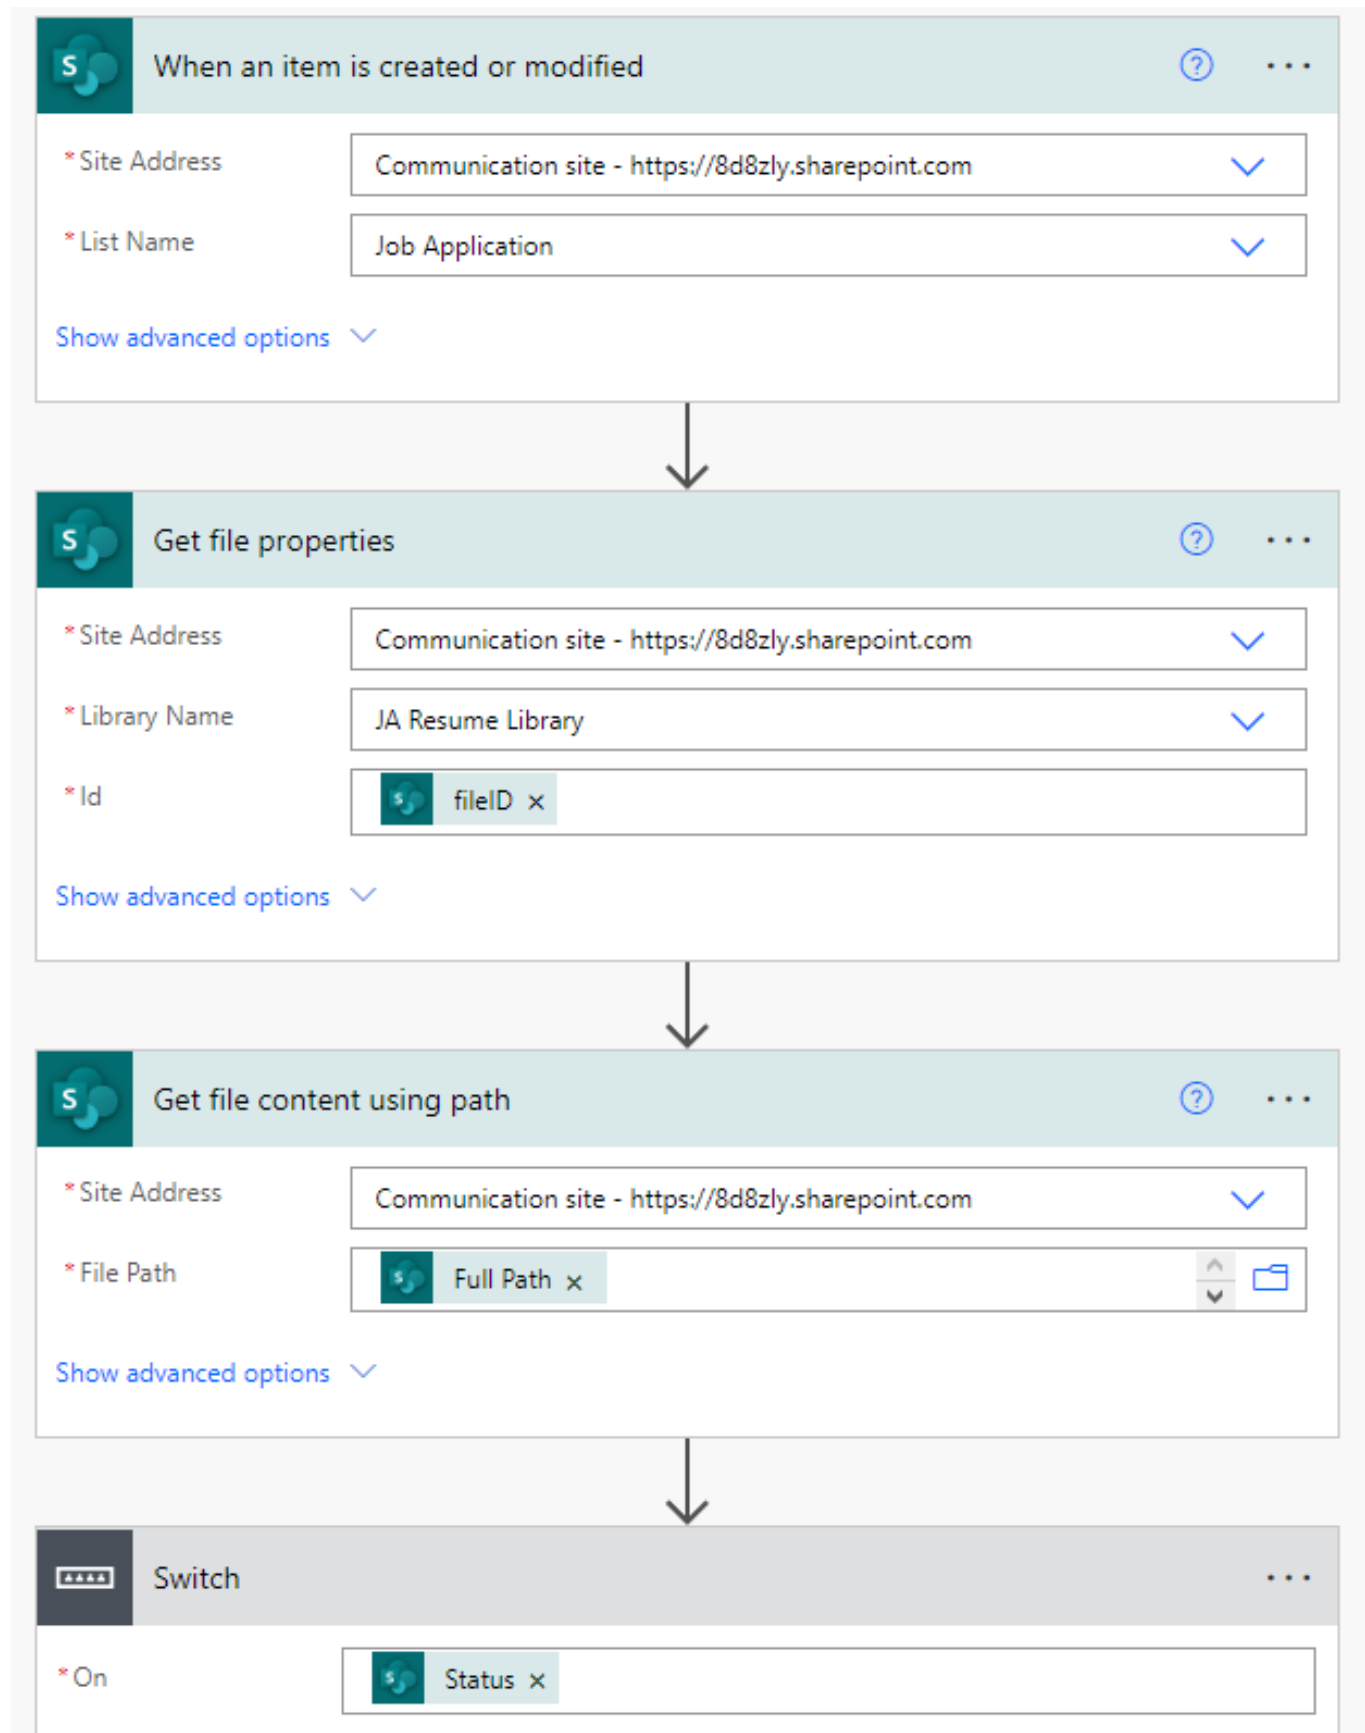 When an item is created or modified
* Site Address
Communication site - https://8d8zly.sharepoint.com
* List Name
Job Application
Show advanced options
Get file properties
* Site Address
Communication site - https://8d8zly.sharepoint.com
* Library Name
JA Resume Library
* Id
fileID ×
Show advanced options
Get file content using path
* Site Address
Communication site - https://8d8zly.sharepoint.com
* File Path
Full Path ×
Show advanced options
Switch
* On
Status ×